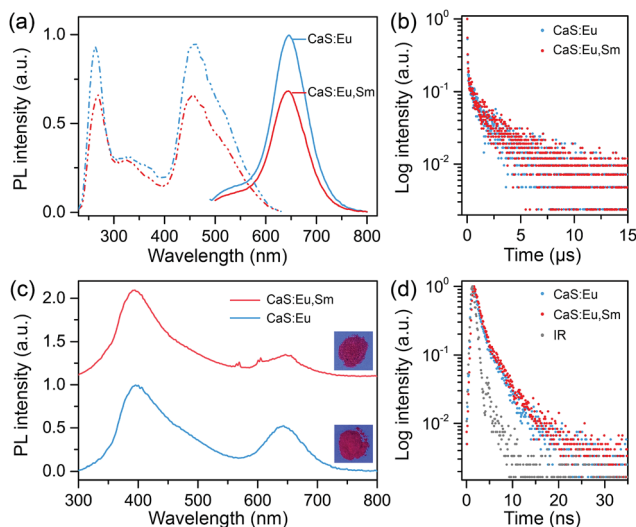 (a)
PL intensity (a.u.)
1.0
0.5
0.0
CaS:Eu
CaS:Eu,Sm
300 400 500 600 700 800
Wavelength (nm)
(b)
Log intensity (a.u.)
10⁰
10⁻¹
10⁻²
CaS:Eu
CaS:Eu,Sm
0 5 10 15
Time (µs)
(c)
PL intensity (a.u.)
2.0
1.5
1.0
0.5
0.0
CaS:Eu,Sm
CaS:Eu
300 400 500 600 700 800
Wavelength (nm)
(d)
Log intensity (a.u.)
10⁰
10⁻¹
10⁻²
CaS:Eu
CaS:Eu,Sm
IR
0 10 20 30
Time (ns)